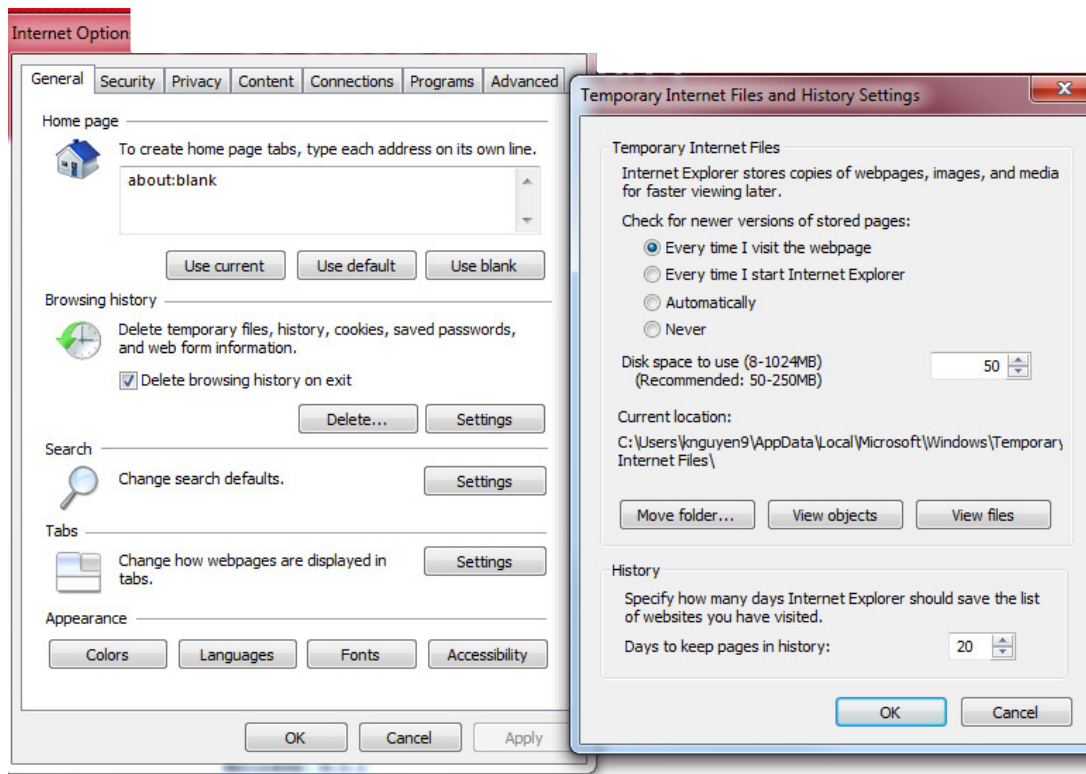 Internet Option
General Security Privacy Content Connections Programs Advanced
Home page
To create home page tabs, type each address on its own line.
about:blank
Use current Use default Use blank
Browsing history
Delete temporary files, history, cookies, saved passwords,
and web form information.
Delete browsing history on exit
Delete... Settings
Search
Change search defaults.
Settings
Tabs
Change how webpages are displayed in
tabs.
Settings
Appearance
Colors Languages Fonts Accessibility
OK Cancel Apply
Temporary Internet Files and History Settings
Temporary Internet Files
Internet Explorer stores copies of webpages, images, and media
for faster viewing later.
Check for newer versions of stored pages:
Every time I visit the webpage
Every time I start Internet Explorer
Automatically
Never
Disk space to use (8-1024MB)
(Recommended: 50-250MB)
50
Current location:
C:\Users\knguyen9\AppData\Local\Microsoft\Windows\Temporary
Internet Files\
Move folder... View objects View files
History
Specify how many days Internet Explorer should save the list
of websites you have visited.
Days to keep pages in history: 20
OK Cancel